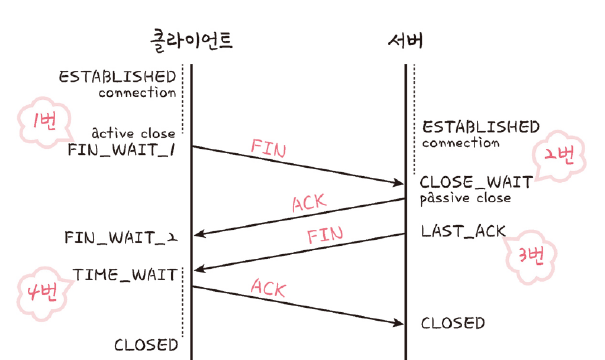 클라이언트
서버
ESTABLISHED
connection
1번
active close
FIN_WAIT_1
FIN
ESTABLISHED
connection
2번
CLOSE_WAIT
passive close
ACK
FIN_WAIT_2
FIN
LAST_ACK
3번
TIME_WAIT
4번
ACK
CLOSED
CLOSED